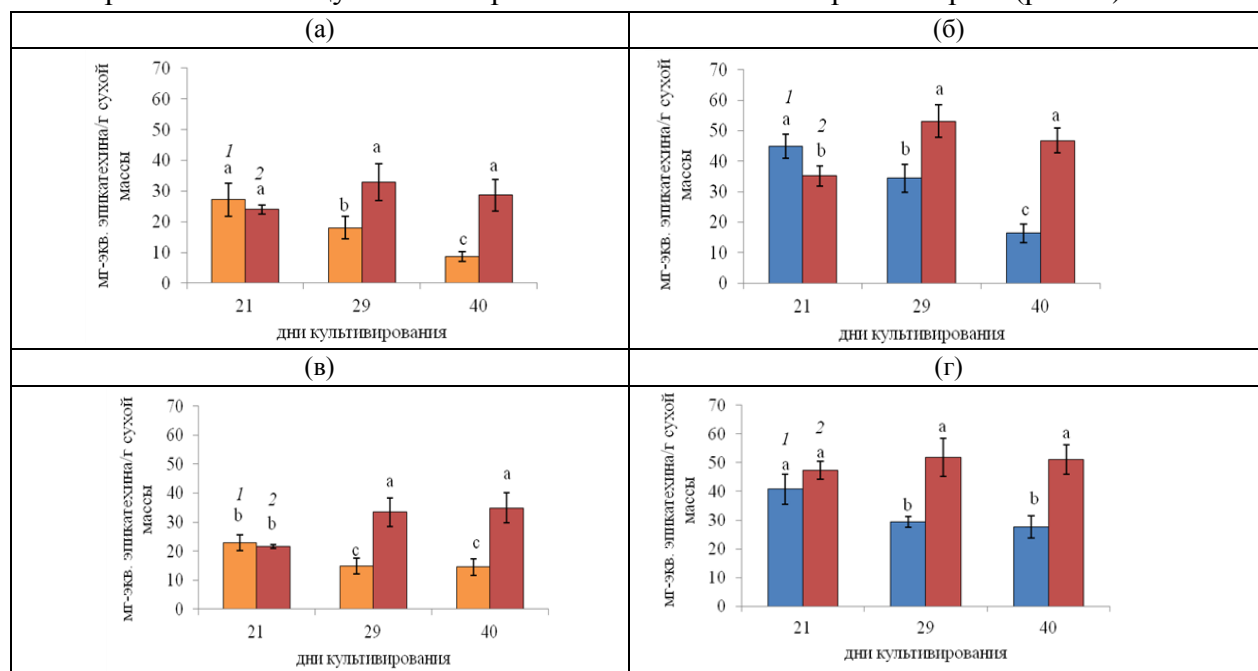 (а)
(б)
мг-экв. эпикатехина/г сухой
массы
70
60
50
40
30
20
10
0
1
a
2
a
b
a
c
a
21
29
40
дни культивирования
мг-экв. эпикатехина/г сухой
массы
70
60
50
40
30
20
10
0
1
a
2
b
b
a
c
a
21
29
40
дни культивирования
(в)
(г)
мг-экв. эпикатехина/г сухой
массы
70
60
50
40
30
20
10
0
1
b
2
b
c
a
c
a
21
29
40
дни культивирования
мг-экв. эпикатехина/г сухой
массы
70
60
50
40
30
20
10
0
1
a
2
a
b
a
b
a
21
29
40
дни культивирования